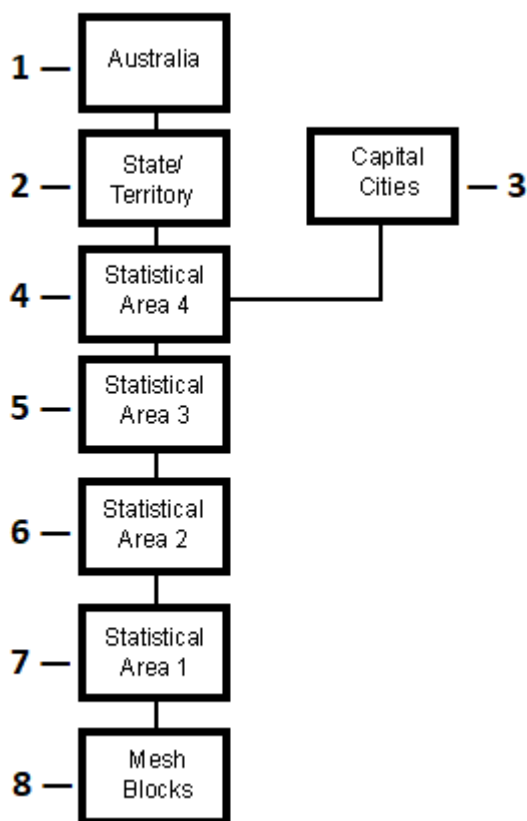 1 — Australia
2 — State/
Territory
Capital
Cities — 3
4 — Statistical
Area 4
5 — Statistical
Area 3
6 — Statistical
Area 2
7 — Statistical
Area 1
8 — Mesh
Blocks